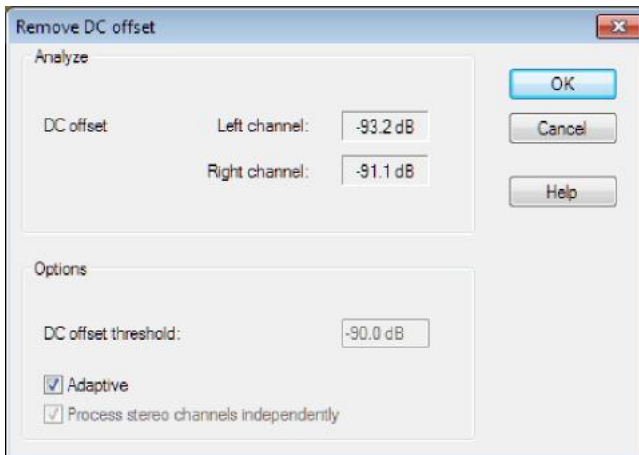 Remove DC offset
Analyze
OK
DC offset Left channel: -93.2 dB
Cancel
Right channel: -91.1 dB
Help
Options
DC offset threshold: -90.0 dB
Adaptive
Process stereo channels independently